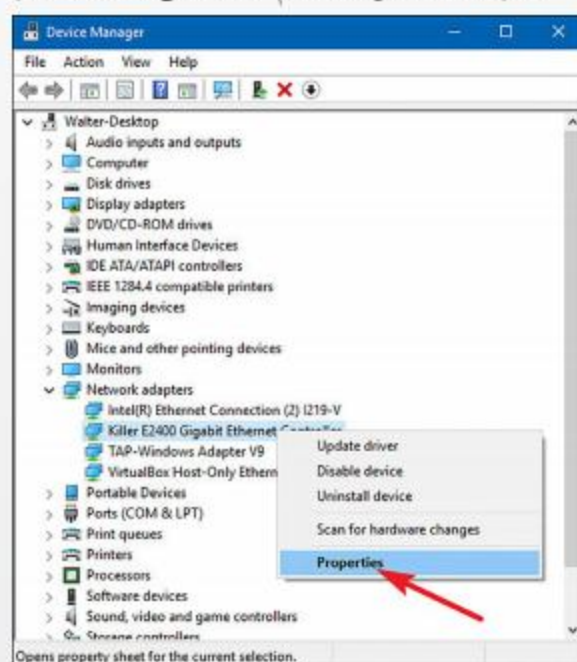 Device Manager
File Action View Help
Walter-Desktop
Audio inputs and outputs
Computer
Disk drives
Display adapters
DVD/CD-ROM drives
Human Interface Devices
IDE ATA/ATAPI controllers
IEEE 1284.4 compatible printers
Imaging devices
Keyboards
Mice and other pointing devices
Monitors
Network adapters
Intel(R) Ethernet Connection (2) I219-V
Killer E2400 Gigabit Ethernet Controller
TAP-Windows Adapter V9
VirtualBox Host-Only Ethern
Update driver
Disable device
Uninstall device
Scan for hardware changes
Properties
Portable Devices
Ports (COM & LPT)
Print queues
Printers
Processors
Software devices
Sound, video and game controllers
Storage controllers
Opens property sheet for the current selection.